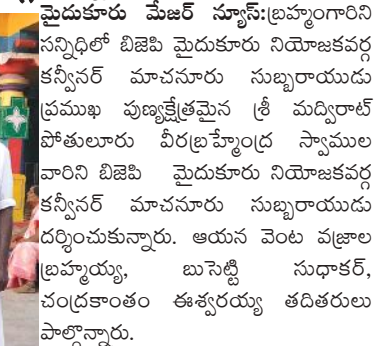 మైదుకూరు మేజర్ న్యూస్:బ్రహ్మంగారిని
సన్నిధిలో బిజెపి మైదుకూరు నియోజకవర్గ
కన్వీనర్ మాచనూరు సుబ్బరాయుడు
ప్రముఖ పుణ్యక్షేత్రమైన శ్రీ మద్విరాట్
పోతులూరు వీరబ్రహ్మేంద్ర స్వాముల
వారిని బిజెపి మైదుకూరు నియోజకవర్గ
కన్వీనర్ మాచనూరు సుబ్బరాయుడు
దర్శించుకున్నారు. ఆయన వెంట వజ్రాల
బ్రహ్మయ్య, బుసెట్టి సుధాకర్,
చంద్రకాంతం ఈశ్వరయ్య తదితరులు
పాల్గొన్నారు.